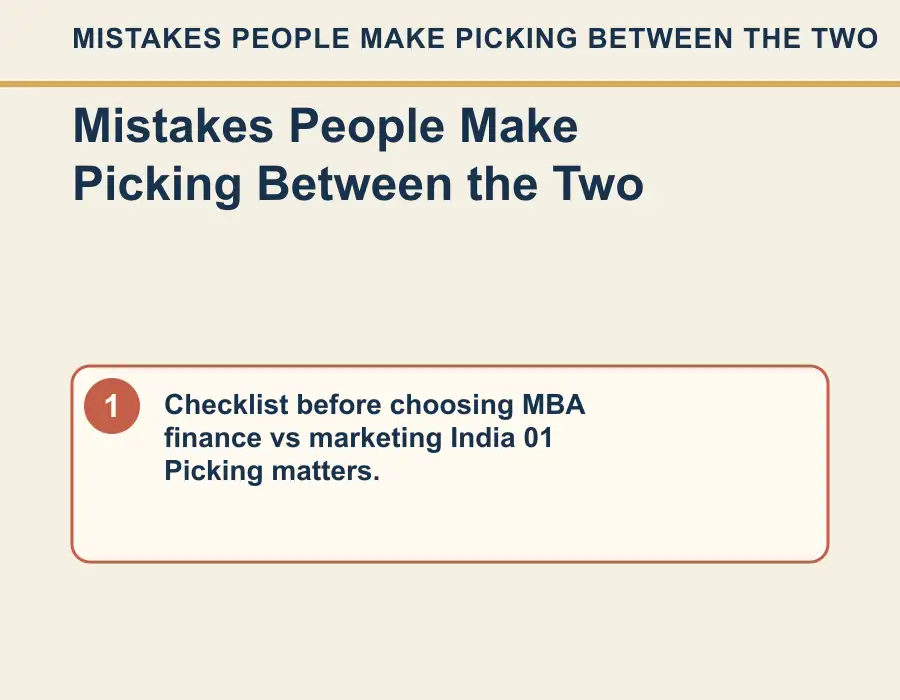 MISTAKES PEOPLE MAKE PICKING BETWEEN THE TWO
Mistakes People Make
Picking Between the Two
1
Checklist before choosing MBA
finance vs marketing India 01
Picking matters.